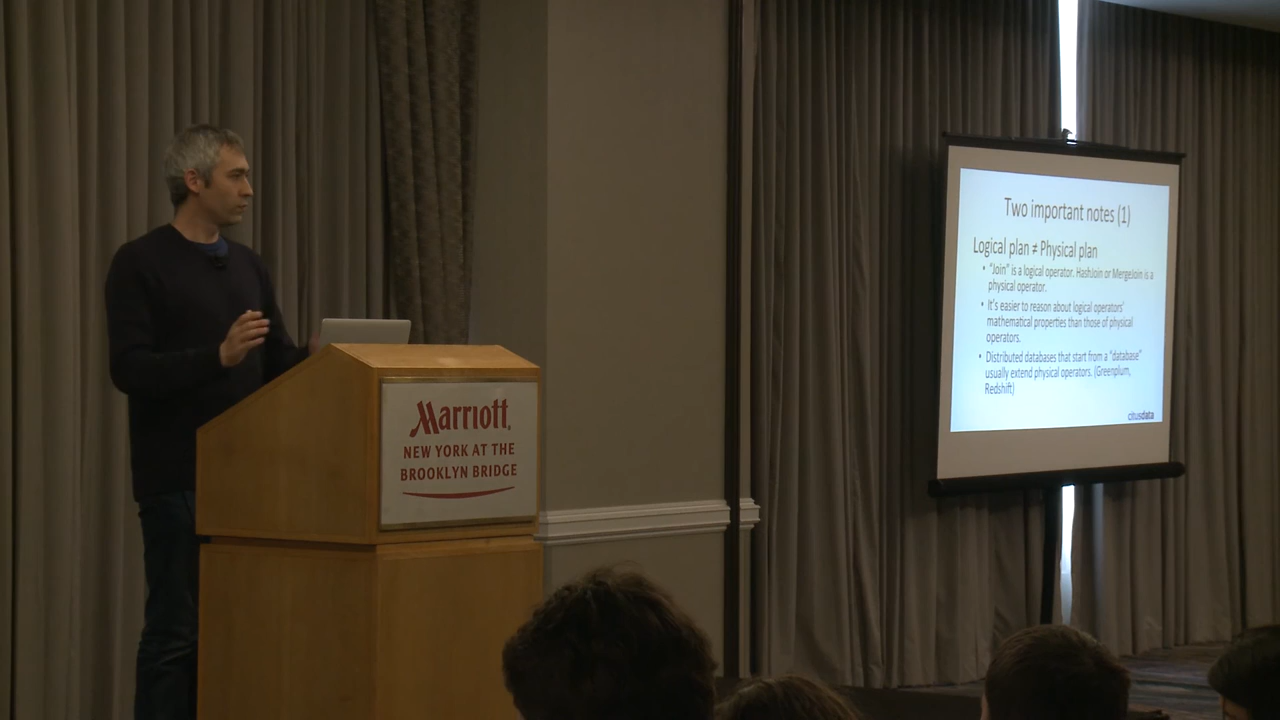 Two important notes (1)
Logical plan ≠ Physical plan
• "Join" is a logical operator. HashJoin or MergeJoin is a
physical operator.
• It's easier to reason about logical operators'
mathematical properties than those of physical
operators.
• Distributed databases that start from a "database"
usually extend physical operators. (Greenplum,
Redshift)
citusdata
Marriott
NEW YORK AT THE
BROOKLYN BRIDGE